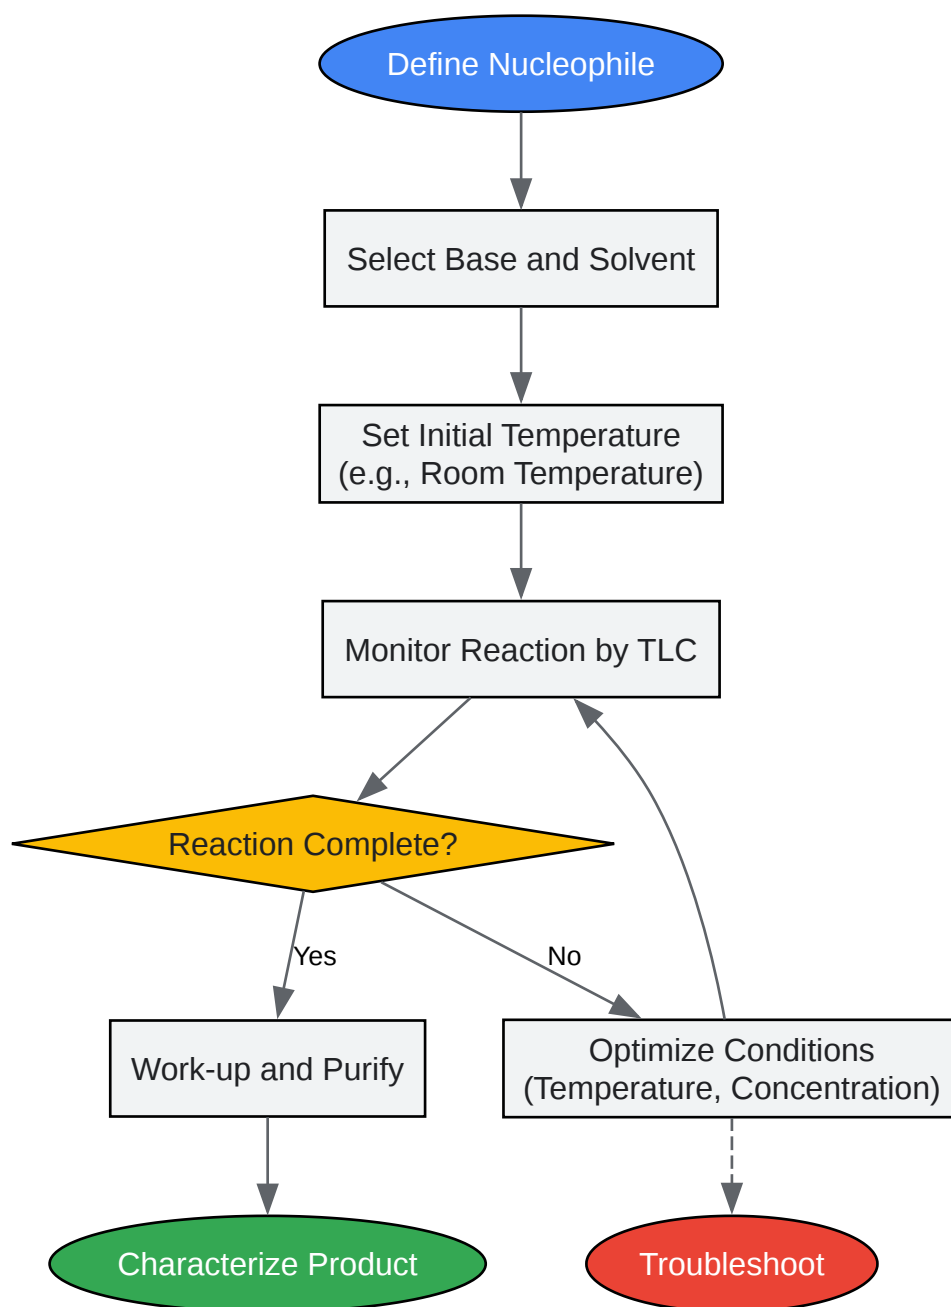 Define Nucleophile
Select Base and Solvent
Set Initial Temperature
(e.g., Room Temperature)
Monitor Reaction by TLC
Reaction Complete?
Yes
No
Work-up and Purify
Optimize Conditions
(Temperature, Concentration)
Characterize Product
Troubleshoot